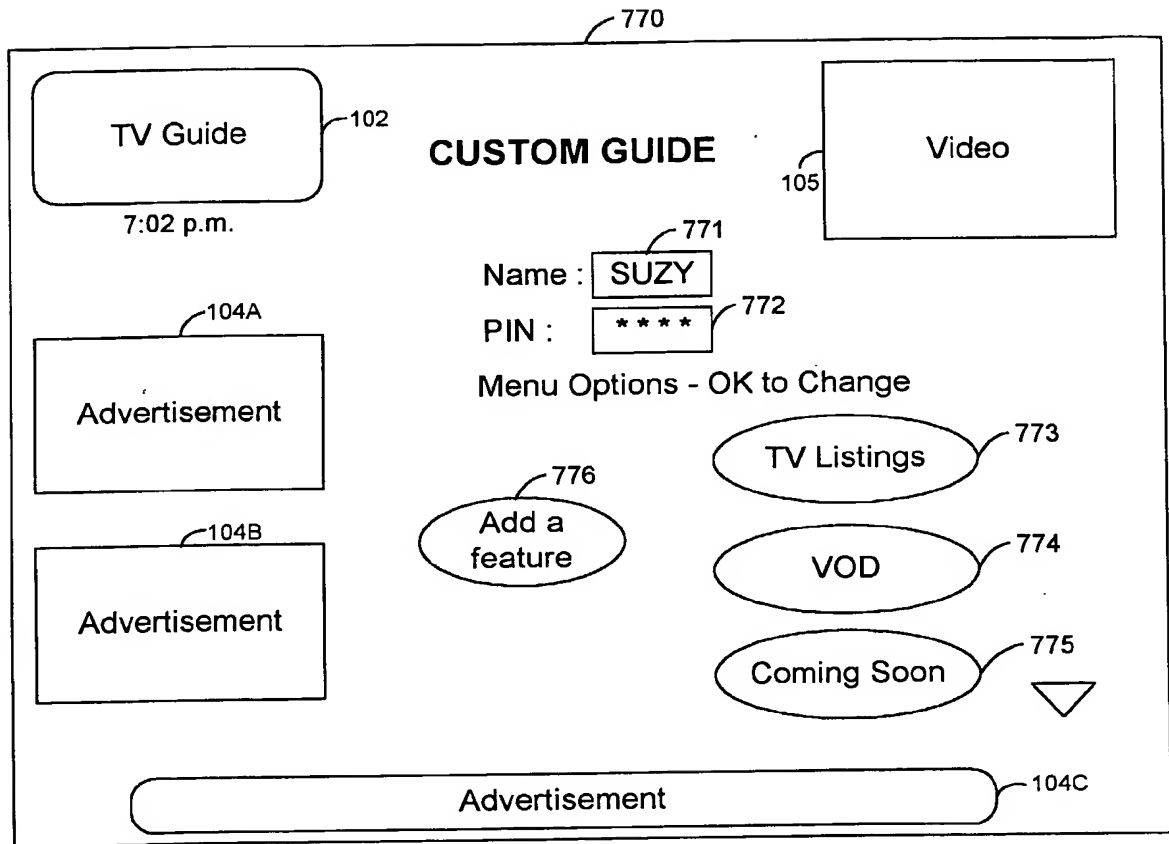 770
TV Guide
102
CUSTOM GUIDE
Video
105
7:02 p.m.
771
Name : SUZY
772
PIN : * * * *
Menu Options - OK to Change
104A
Advertisement
773
TV Listings
776
Add a
feature
104B
Advertisement
774
VOD
775
Coming Soon
Advertisement
104C